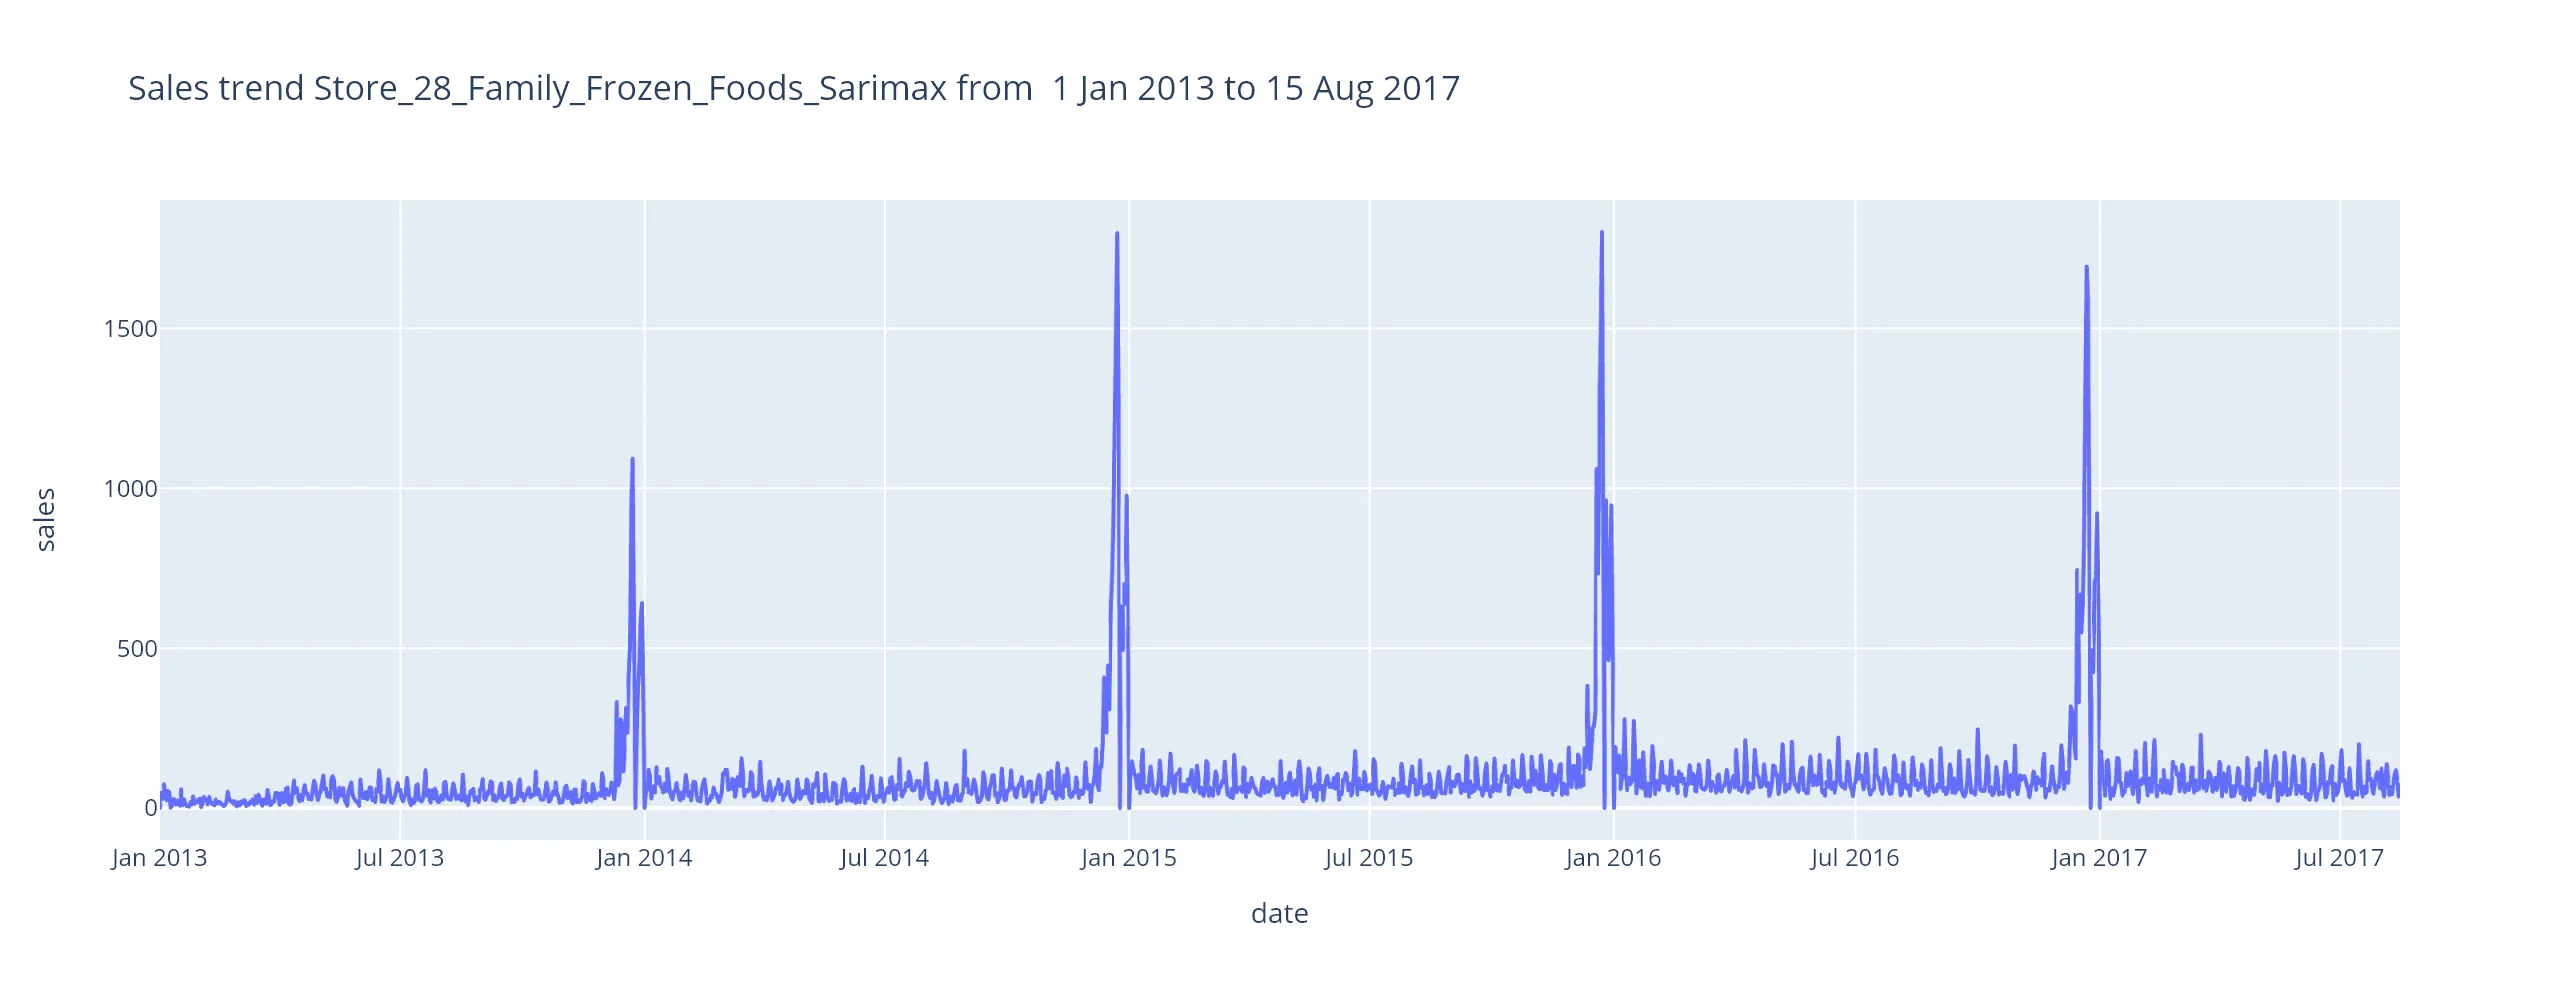 Sales trend Store_28_Family_Frozen_Foods_Sarimax from  1 Jan 2013 to 15 Aug 2017
1500
1000
500
0
sales
Jan 2013 Jul 2013 Jan 2014 Jul 2014 Jan 2015 Jul 2015 Jan 2016 Jul 2016 Jan 2017 Jul 2017
date